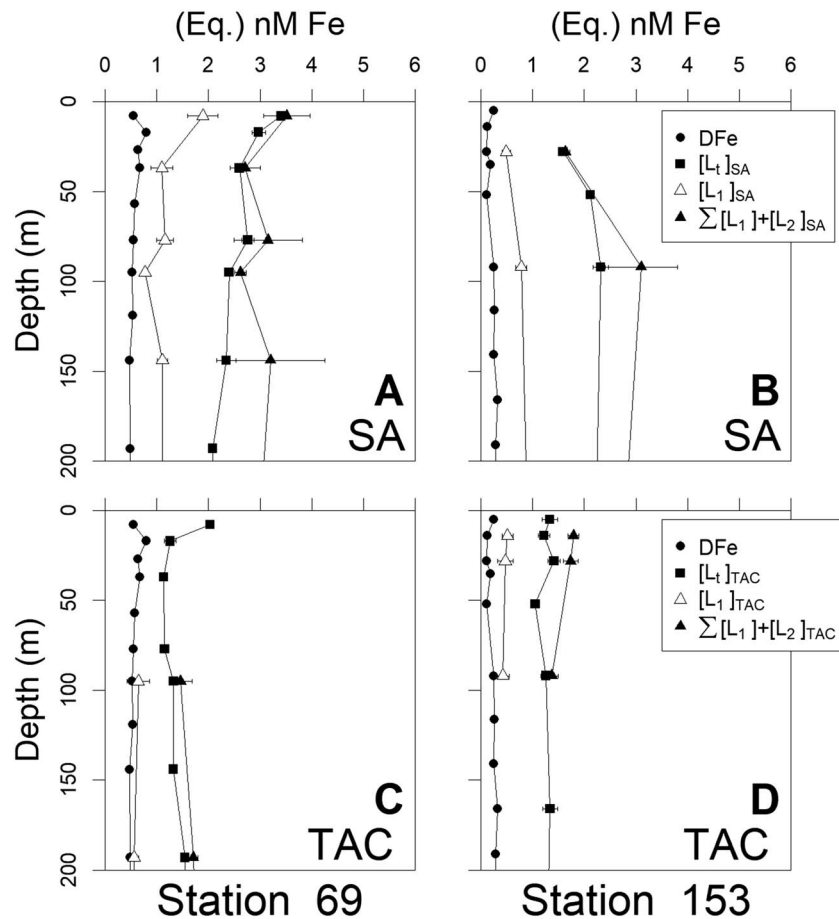 (Eq.) nM Fe
(Eq.) nM Fe
0 1 2 3 4 5 6
0 1 2 3 4 5 6
0
50
100
150
200
Depth (m)
A
SA
DFe
[Lt]SA
[L1]SA
∑[L1]+[L2]SA
B
SA
0
50
100
150
200
Depth (m)
C
TAC
DFe
[Lt]TAC
[L1]TAC
∑[L1]+[L2]TAC
D
TAC
Station 69
Station 153